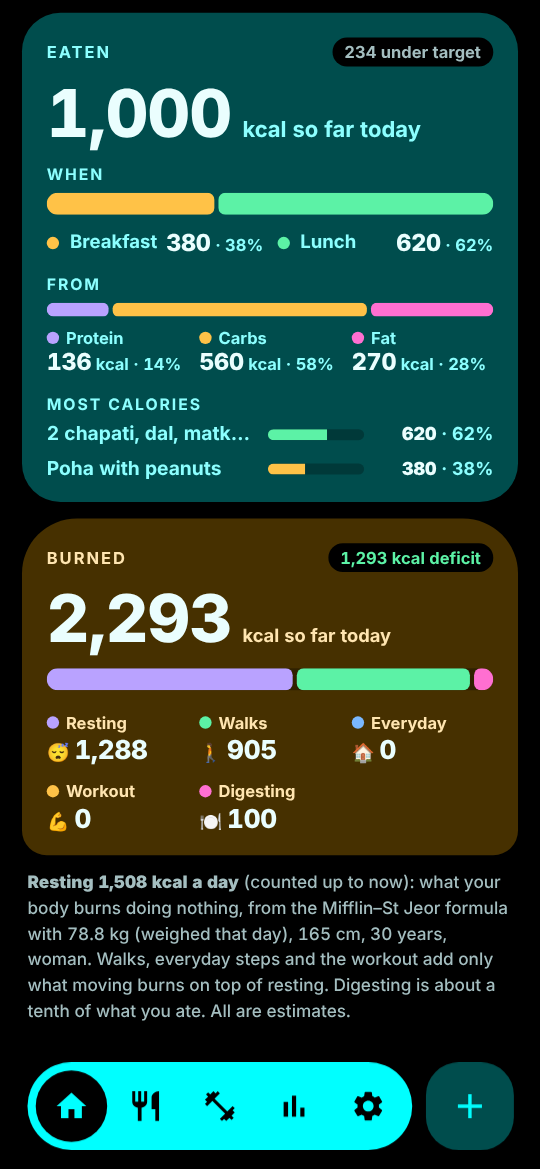 EATEN
234 under target
1,000 kcal so far today
WHEN
Breakfast 380 · 38% Lunch 620 · 62%
FROM
Protein Carbs Fat
136 kcal · 14% 560 kcal · 58% 270 kcal · 28%
MOST CALORIES
2 chapati, dal, matk... 620 · 62%
Poha with peanuts 380 · 38%
BURNED
1,293 kcal deficit
2,293 kcal so far today
Resting Walks Everyday
1,288 905 0
Workout Digesting
0 100
Resting 1,508 kcal a day (counted up to now): what your
body burns doing nothing, from the Mifflin–St Jeor formula
with 78.8 kg (weighed that day), 165 cm, 30 years,
woman. Walks, everyday steps and the workout add only
what moving burns on top of resting. Digesting is about a
tenth of what you ate. All are estimates.